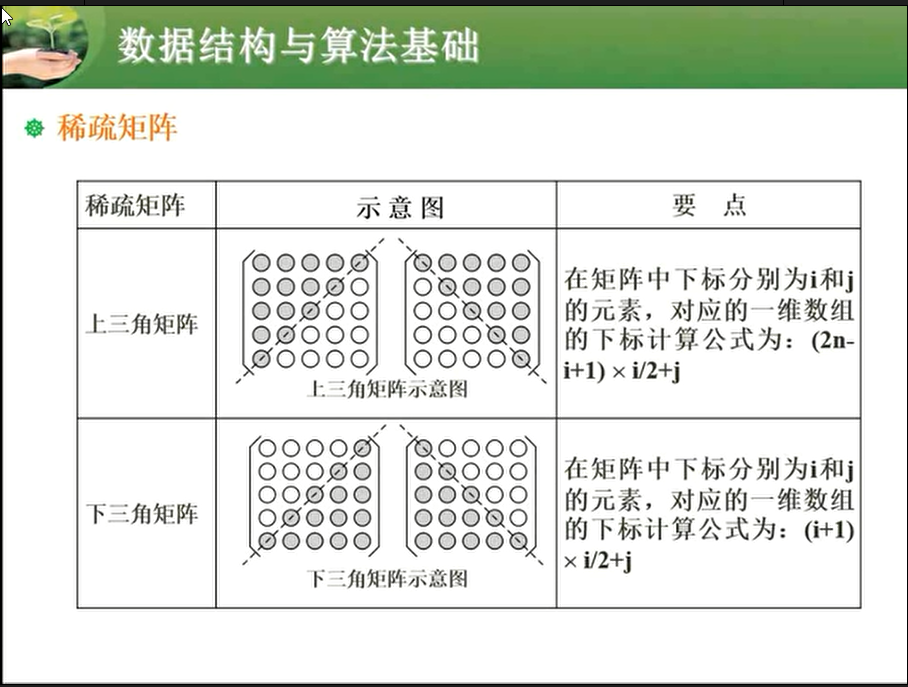 数据结构与算法基础
稀疏矩阵
稀疏矩阵
示意图
要 点
上三角矩阵
上三角矩阵示意图
在矩阵中下标分别为i和j
的元素，对应的一维数组
的下标计算公式为：(2n-
i+1) × i/2+j
下三角矩阵
下三角矩阵示意图
在矩阵中下标分别为i和j
的元素，对应的一维数组
的下标计算公式为：(i+1)
× i/2+j